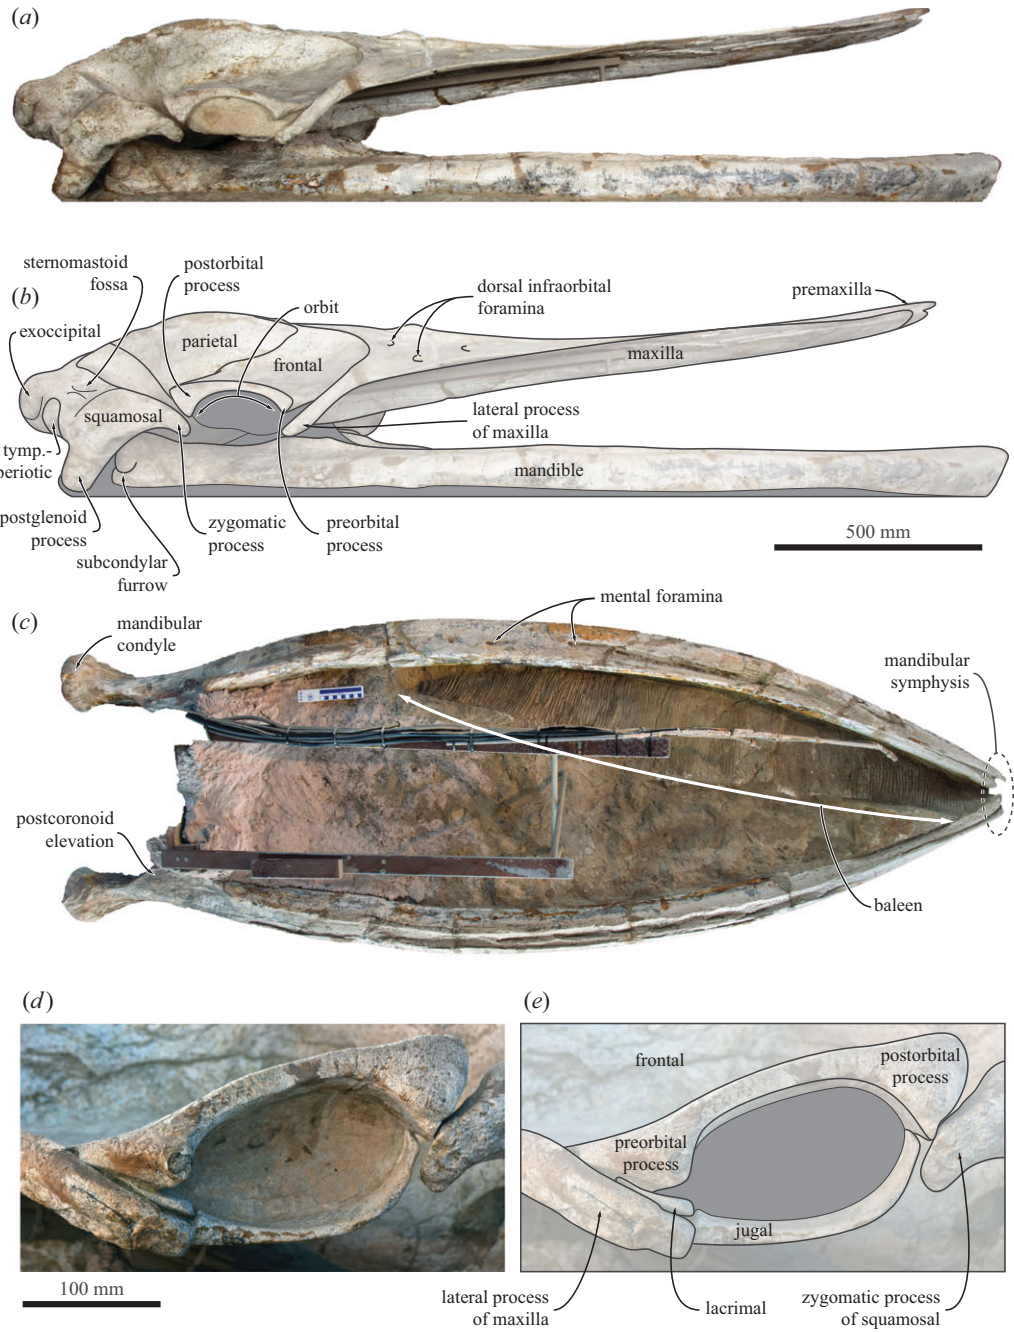 (a)
sternomastoid
fossa
postorbital
process
(b)
dorsal infraorbital
foramina
premaxilla
orbit
exoccipital
parietal
frontal
maxilla
squamosal
lateral process
of maxilla
tymp.-
periotic
mandible
postglenoid
process
zygomatic
process
preorbital
process
subcondylar
furrow
500 mm
(c)
mandibular
condyle
mental foramina
mandibular
symphysis
postcoronoid
elevation
baleen
(d)
(e)
frontal
postorbital
process
preorbital
process
jugal
100 mm
lateral process
of maxilla
lacrimal
zygomatic process
of squamosal